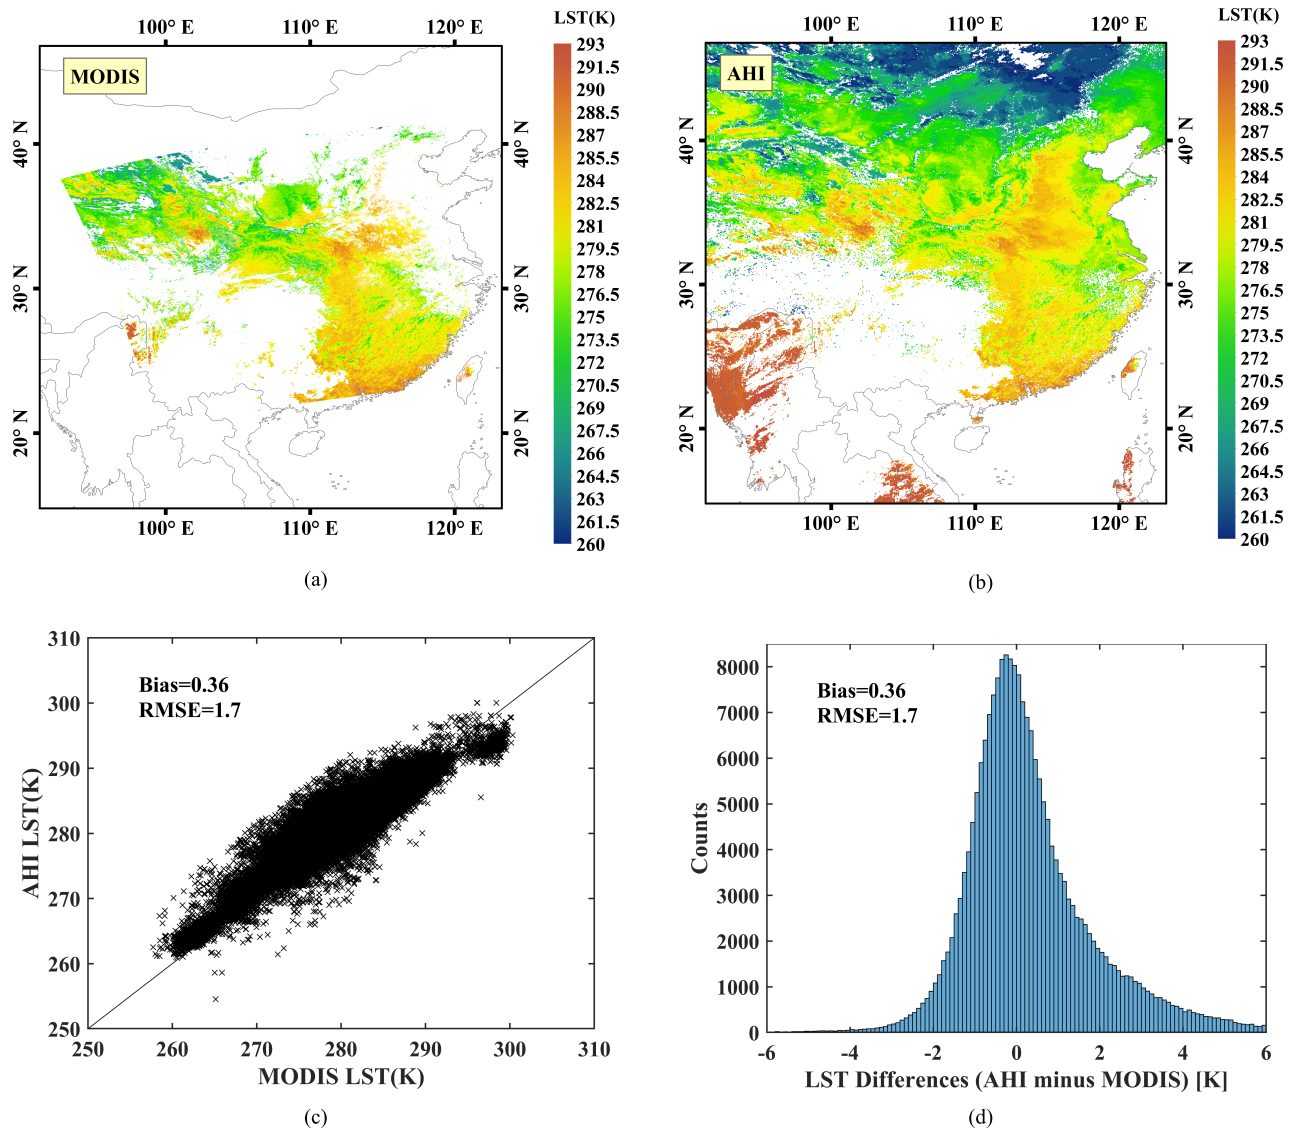 LST(K)
100° E 110° E 120° E
MODIS
40° N
30° N
20° N
40° N
30° N
20° N
293
291.5
290
288.5
287
285.5
284
282.5
281
279.5
278
276.5
275
273.5
272
270.5
269
267.5
266
264.5
263
261.5
260
100° E 110° E 120° E
(a)
LST(K)
100° E 110° E 120° E
AHI
40° N
30° N
20° N
40° N
30° N
20° N
293
291.5
290
288.5
287
285.5
284
282.5
281
279.5
278
276.5
275
273.5
272
270.5
269
267.5
266
264.5
263
261.5
260
100° E 110° E 120° E
(b)
310
300
290
280
270
260
250
AHI LST(K)
Bias=0.36
RMSE=1.7
250 260 270 280 290 300 310
MODIS LST(K)
(c)
8000
7000
6000
5000
4000
3000
2000
1000
0
Counts
Bias=0.36
RMSE=1.7
-6 -4 -2 0 2 4 6
LST Differences (AHI minus MODIS) [K]
(d)